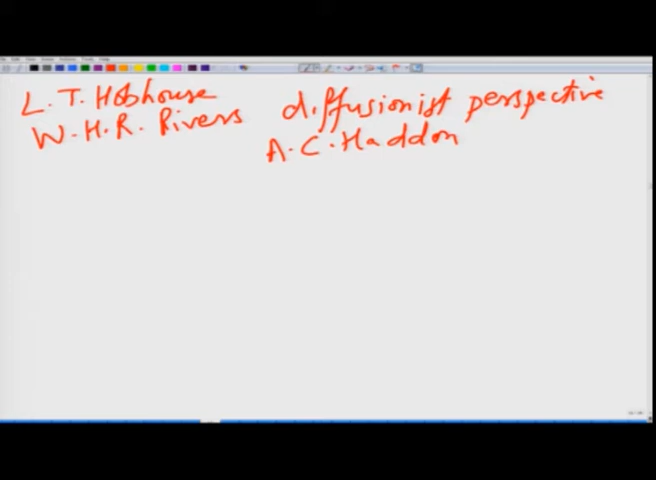 L. T. Hobhouse
W. H. R. Rivers diffusionist perspective
A. C. Haddon